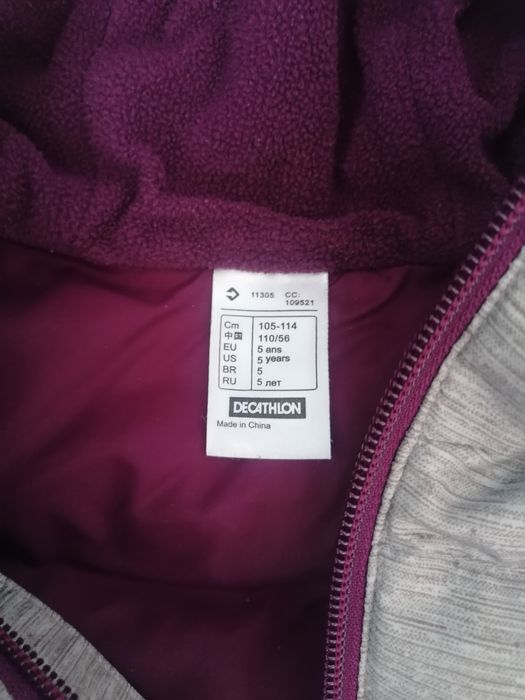 11305 CC:
109521
Cm 105-114
中国 110/56
EU 5 ans
US 5 years
BR 5
RU 5 лет
DECATHLON
Made in China